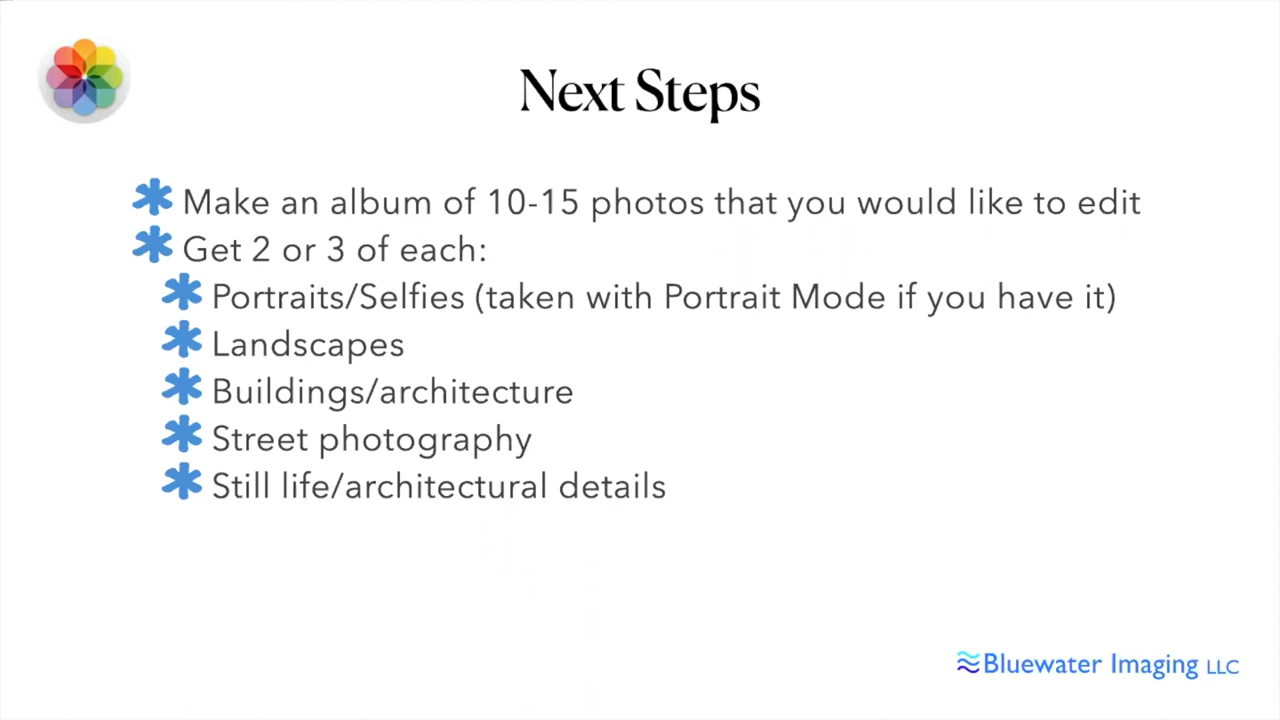 Next Steps
Make an album of 10-15 photos that you would like to edit
Get 2 or 3 of each:
Portraits/Selfies (taken with Portrait Mode if you have it)
Landscapes
Buildings/architecture
Street photography
Still life/architectural details
Bluewater Imaging LLC